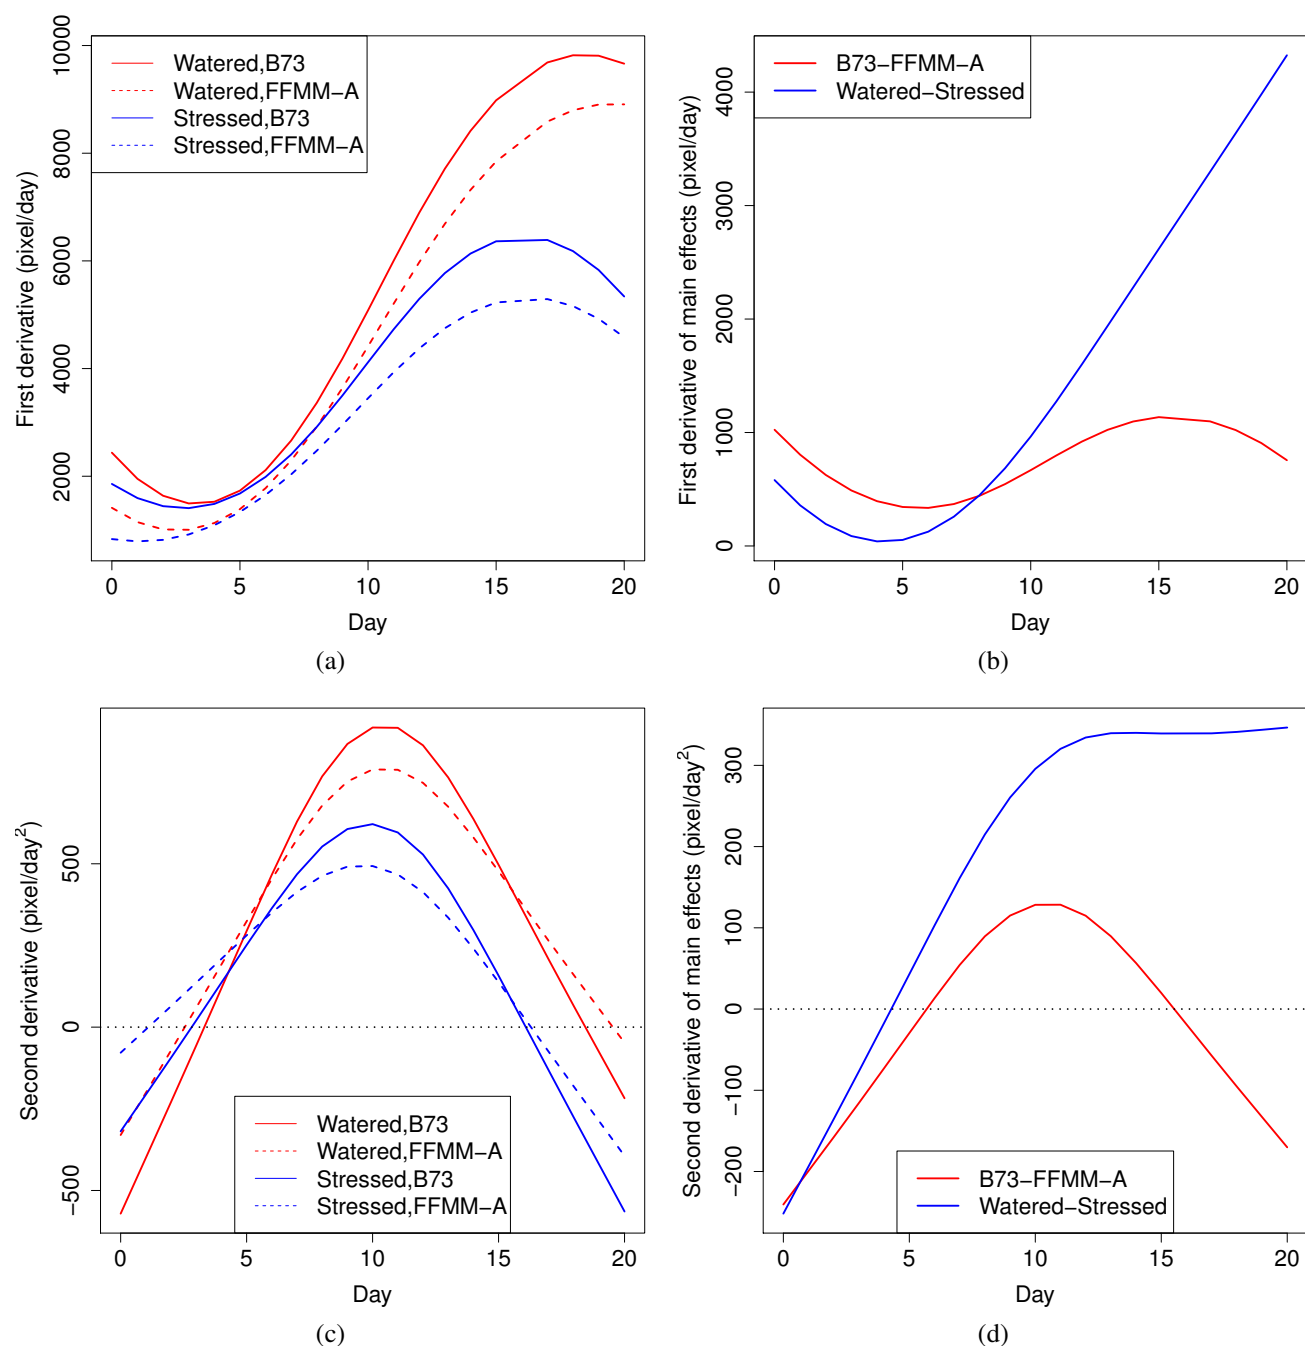 Watered,B73
Watered,FFMM−A
Stressed,B73
Stressed,FFMM−A
First derivative (pixel/day)
2000
4000
6000
8000
10000
0
5
10
15
20
Day
(a)
B73−FFMM−A
Watered−Stressed
First derivative of main effects (pixel/day)
0
1000
2000
3000
4000
0
5
10
15
20
Day
(b)
Second derivative (pixel/day²)
−500
0
500
Watered,B73
Watered,FFMM−A
Stressed,B73
Stressed,FFMM−A
0
5
10
15
20
Day
(c)
Second derivative of main effects (pixel/day²)
−200
−100
0
100
200
300
B73−FFMM−A
Watered−Stressed
0
5
10
15
20
Day
(d)